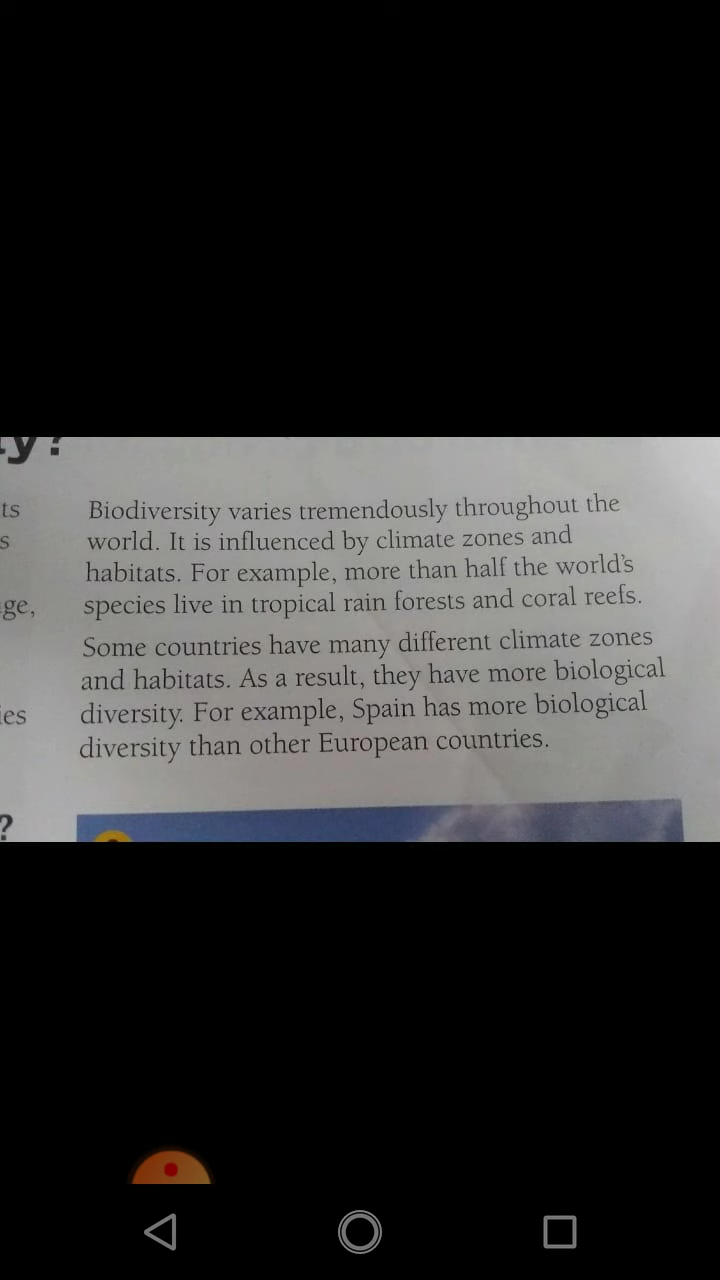 y?
ts
s
ge,
ies
?
Biodiversity varies tremendously throughout the
world. It is influenced by climate zones and
habitats. For example, more than half the world's
species live in tropical rain forests and coral reefs.
Some countries have many different climate zones
and habitats. As a result, they have more biological
diversity. For example, Spain has more biological
diversity than other European countries.